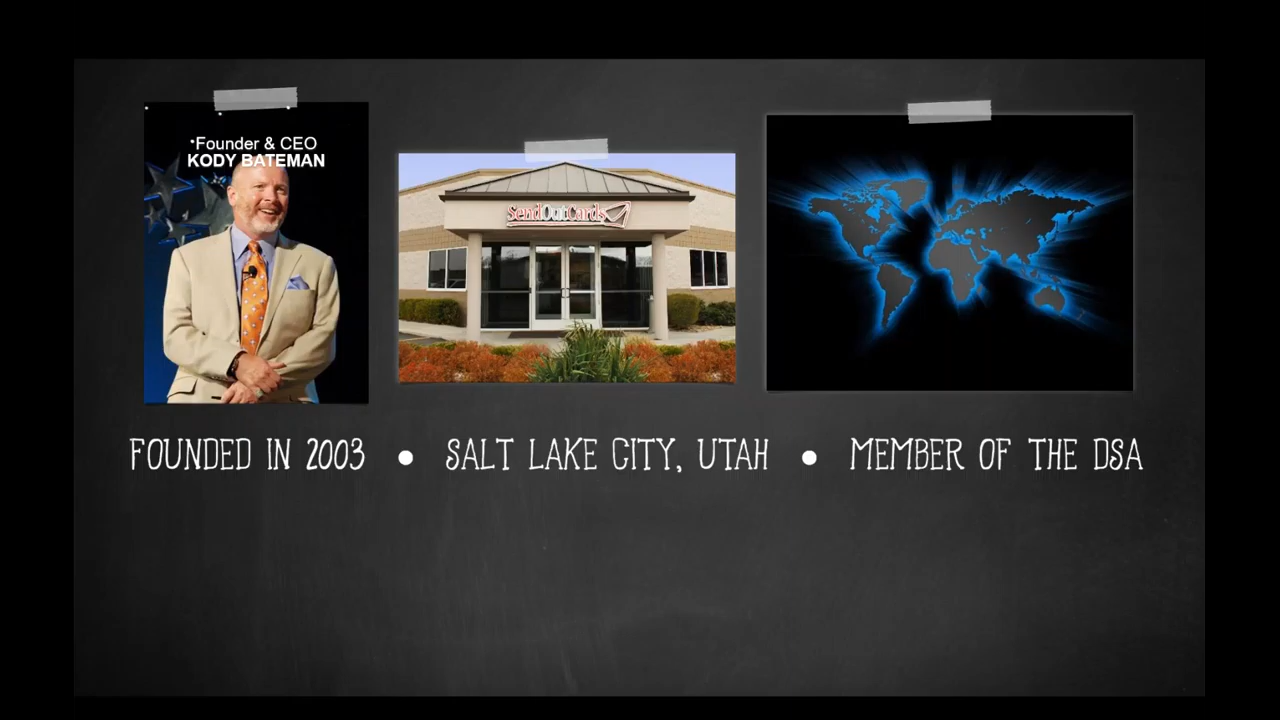 •Founder & CEO
KODY BATEMAN
SendOutCards
FOUNDED IN 2003 • SALT LAKE CITY, UTAH • MEMBER OF THE DSA